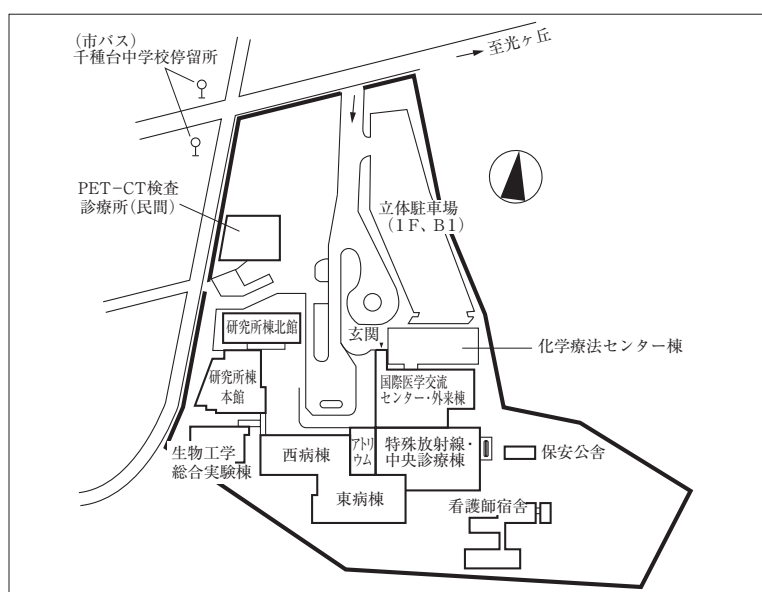 (市バス)
千種台中学校停留所
至光ヶ丘
PET-CT検査
診療所(民間)
立体駐車場
(1F、B1)
研究所棟北館
玄関
化学療法センター棟
研究所棟
本館
国際医学交流
センター・外来棟
生物工学
総合実験棟
西病棟
アトリ
ウム
特殊放射線・
中央診療棟
保安公舎
東病棟
看護師宿舎